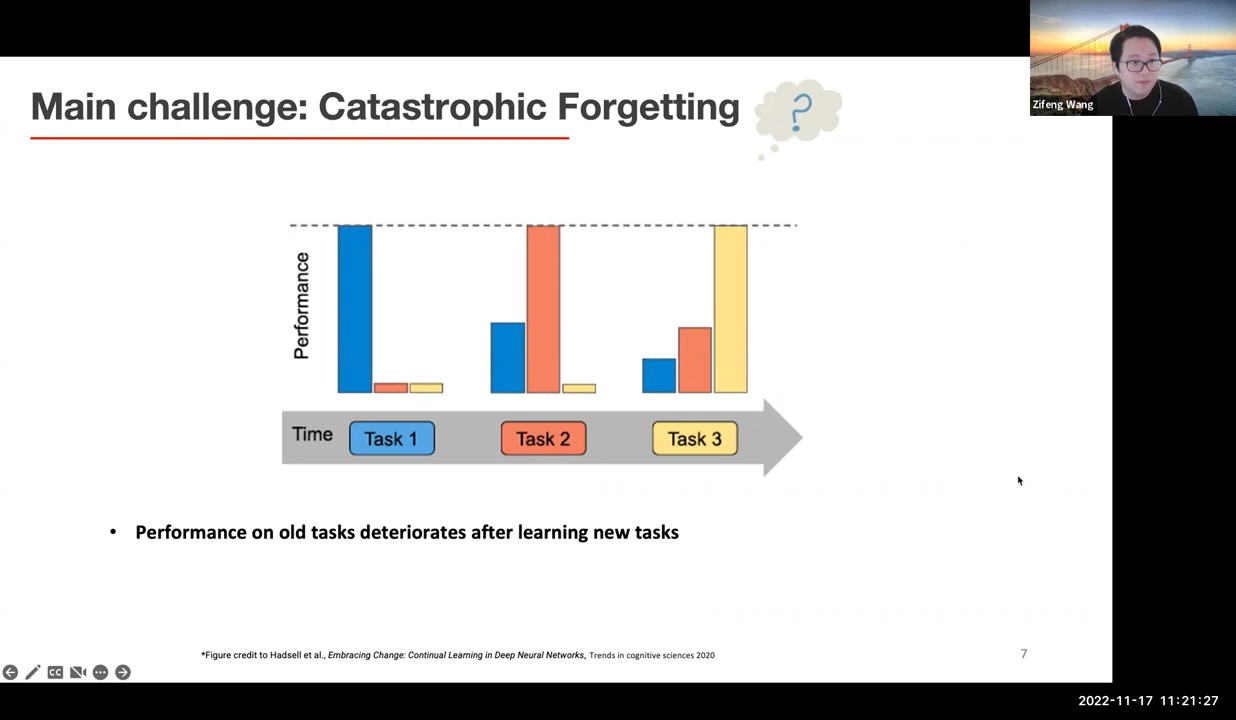 Main challenge: Catastrophic Forgetting
?
Zifeng Wang
Performance
Time
Task 1
Task 2
Task 3
• Performance on old tasks deteriorates after learning new tasks
*Figure credit to Hadsell et al., Embracing Change: Continual Learning in Deep Neural Networks, Trends in cognitive sciences 2020
7
CC
2022-11-17 11:21:27